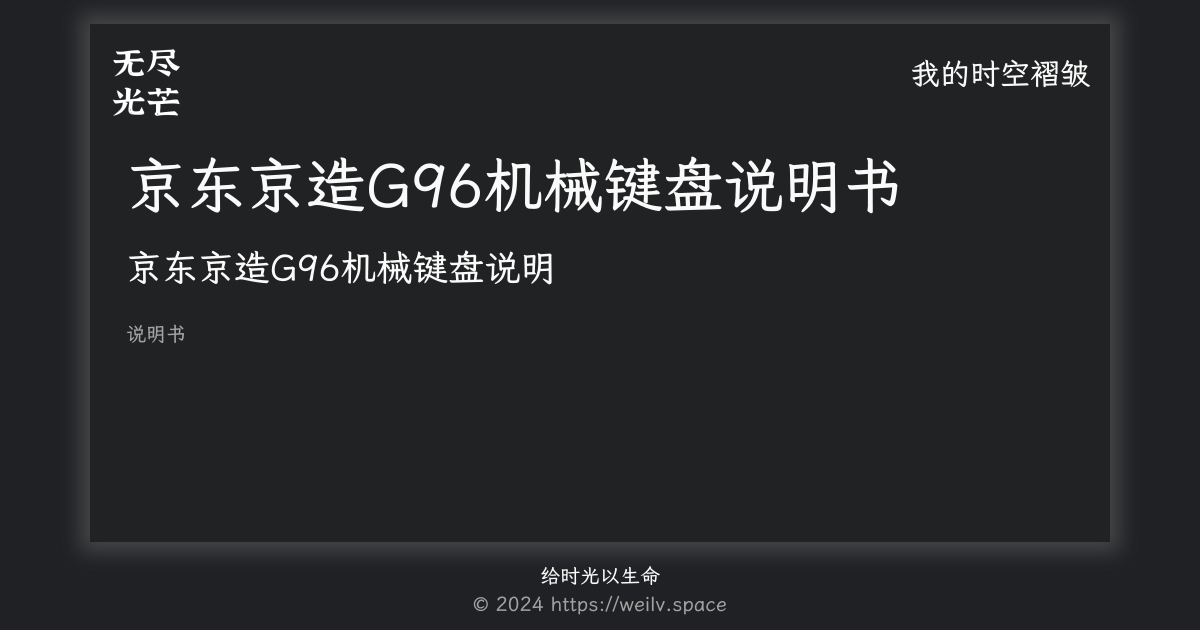 无尽
光芒
我的时空褶皱
京东京造G96机械键盘说明书
京东京造G96机械键盘说明
说明书
给时光以生命
© 2024 https://weilv.space